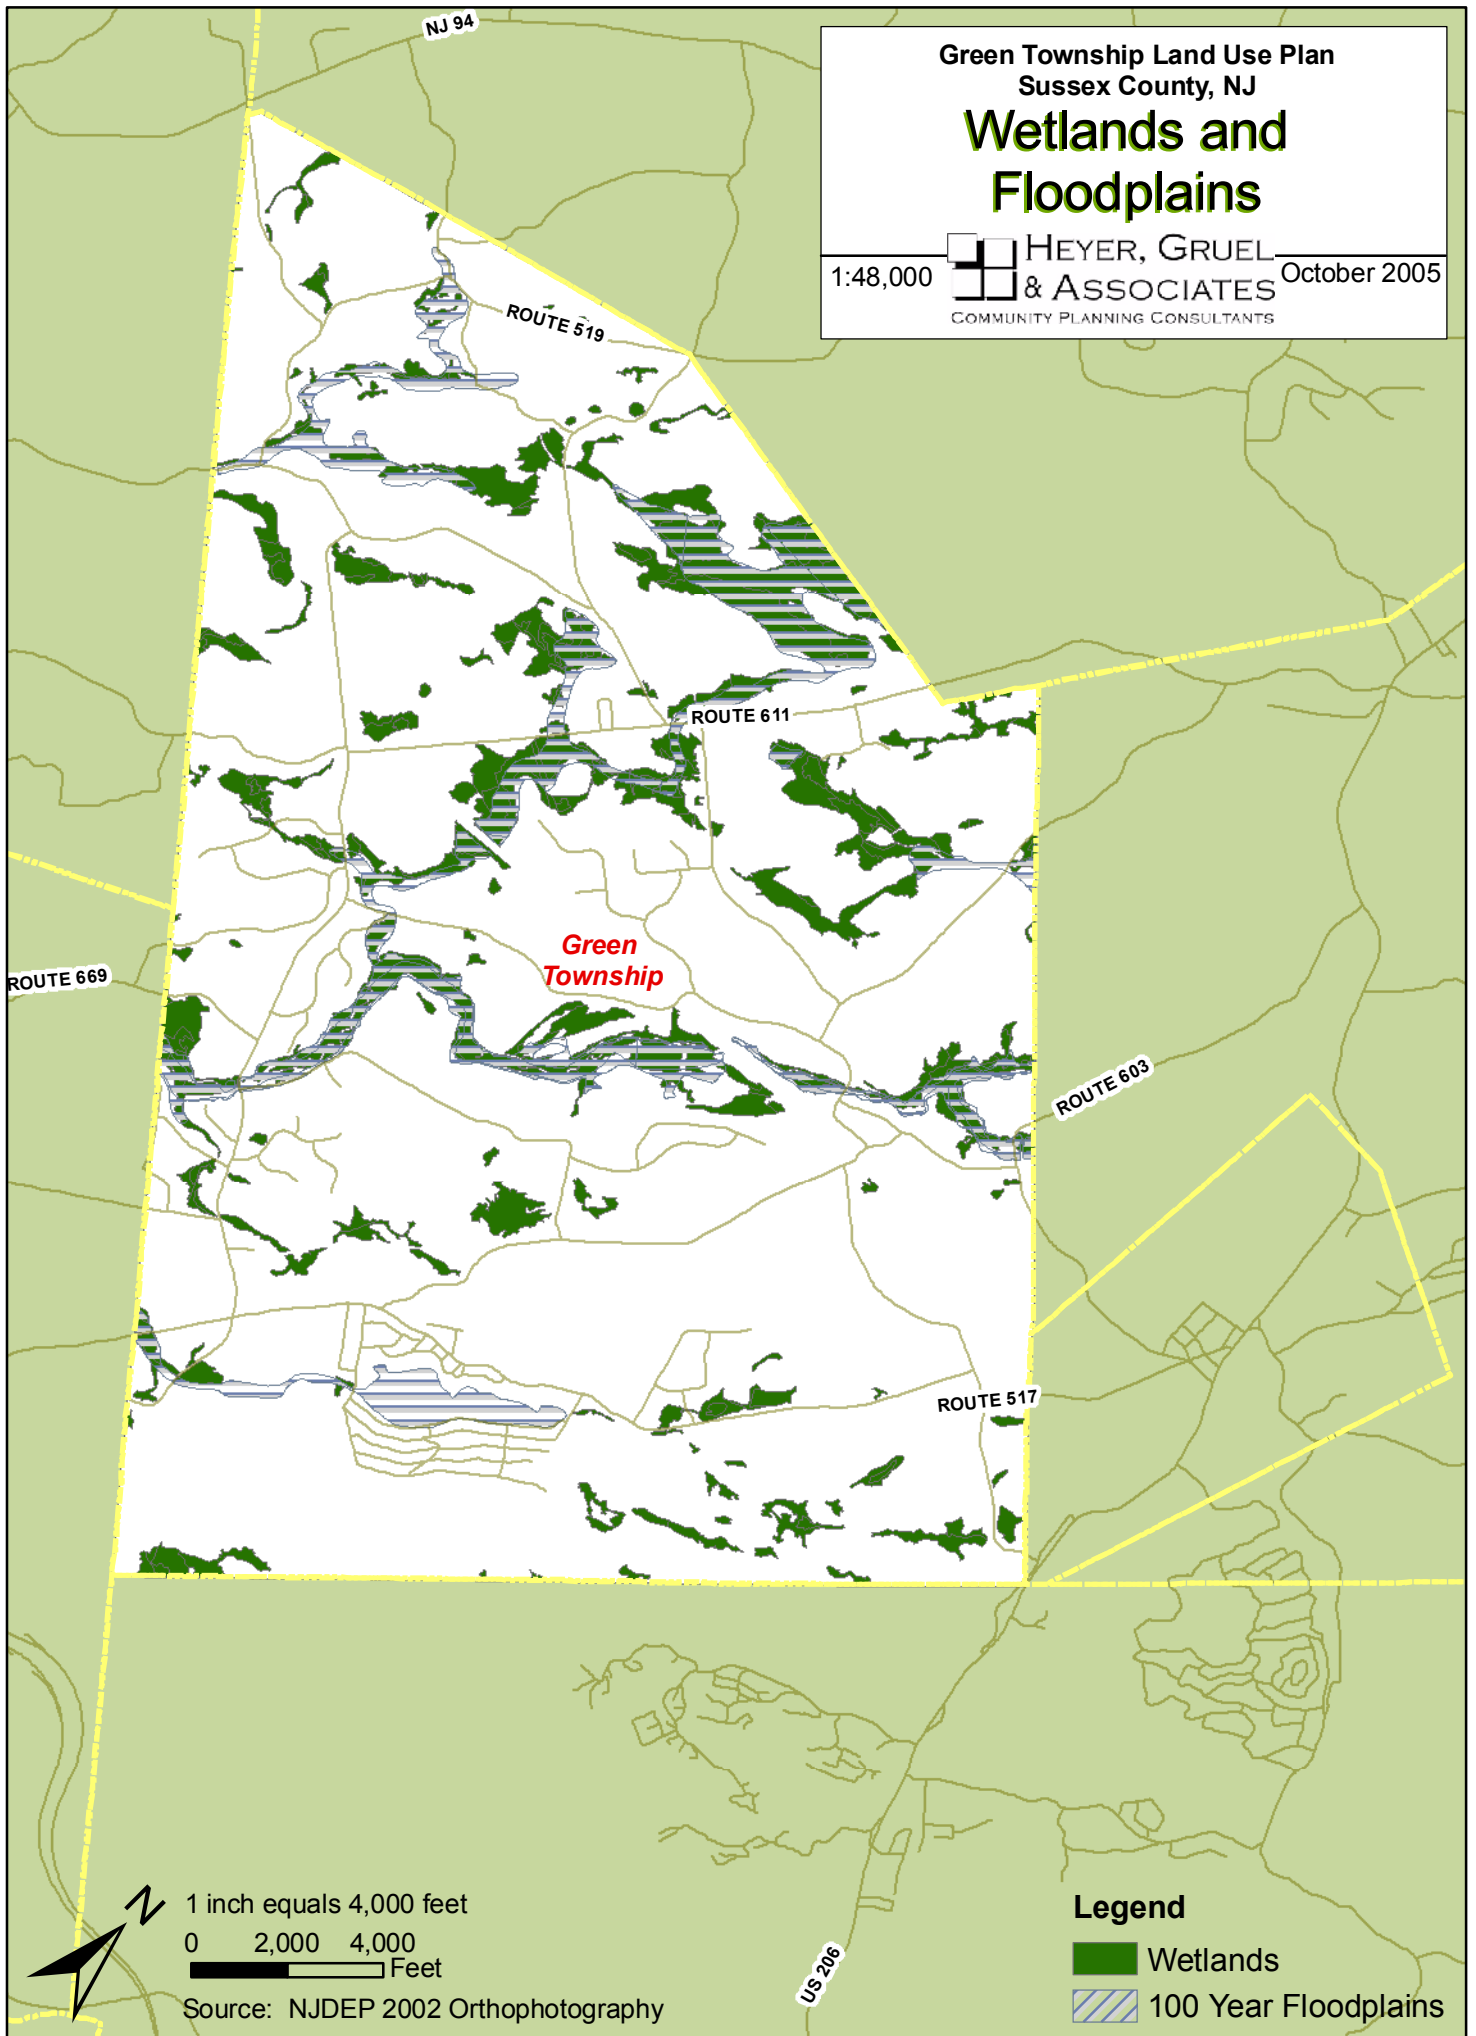 NJ 94
Green Township Land Use Plan
Sussex County, NJ
Wetlands and
Floodplains
1:48,000
HEYER, GRUEL
& ASSOCIATES
COMMUNITY PLANNING CONSULTANTS
October 2005
ROUTE 519
ROUTE 611
Green
Township
ROUTE 669
ROUTE 603
ROUTE 517
US 206
N
1 inch equals 4,000 feet
0 2,000 4,000
Feet
Source: NJDEP 2002 Orthophotography
Legend
Wetlands
100 Year Floodplains